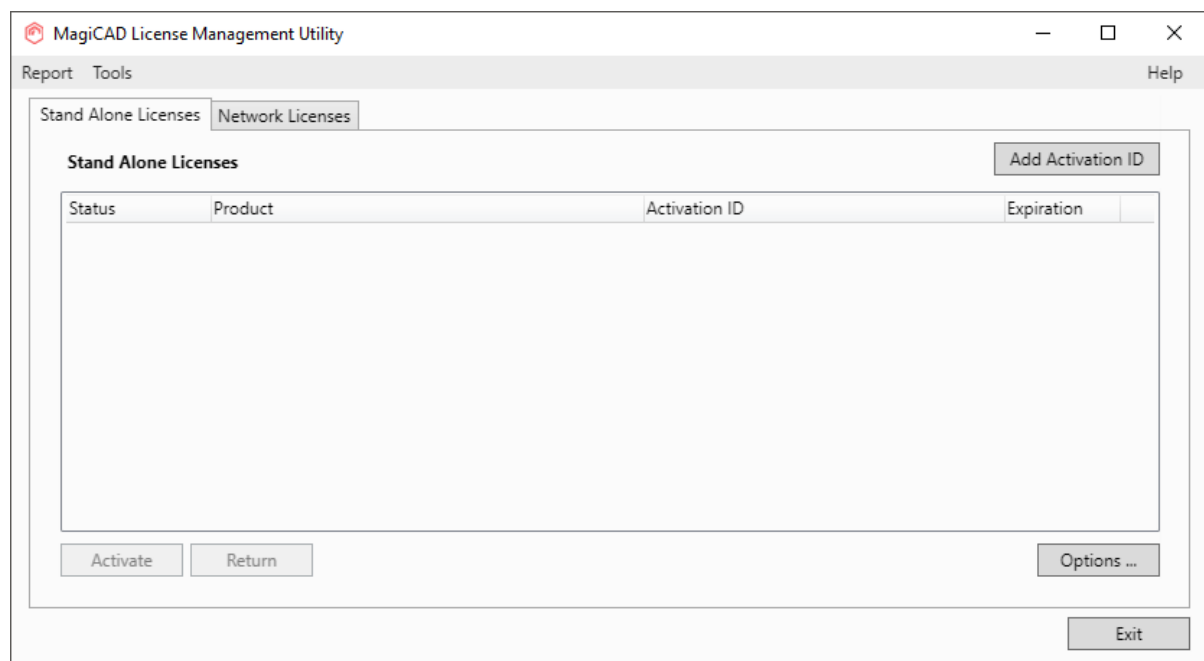 MagiCAD License Management Utility
Report Tools Help
Stand Alone Licenses Network Licenses
Stand Alone Licenses Add Activation ID
Status Product Activation ID Expiration
Activate Return Options ...
Exit